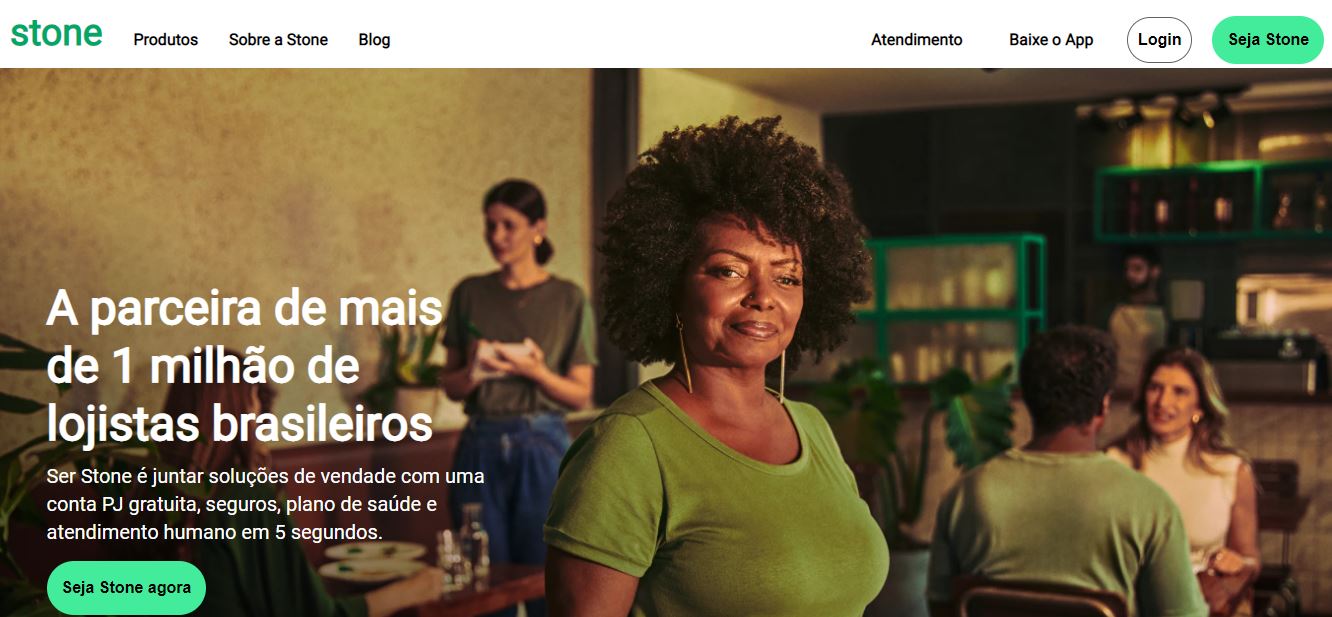 stone
Produtos
Sobre a Stone
Blog
Atendimento
Baixe o App
Login
Seja Stone
A parceira de mais
de 1 milhão de
lojistas brasileiros
Ser Stone é juntar soluções de vendade com uma
conta PJ gratuita, seguros, plano de saúde e
atendimento humano em 5 segundos.
Seja Stone agora